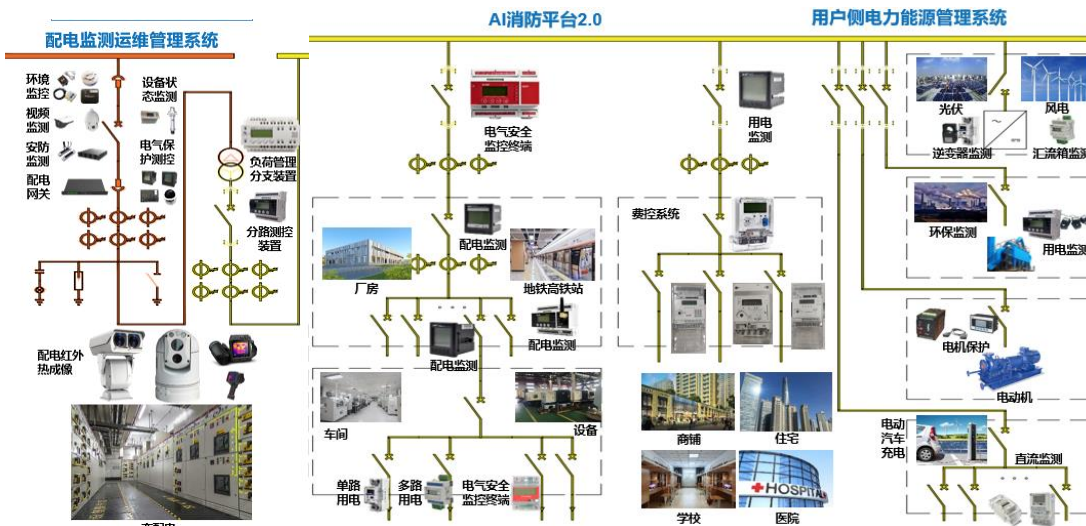 AI消防平台2.0
用户侧电力能源管理系统
配电监测运维管理系统
环境
监控
设备状
态监测
视频
监测
安防
监测
电气保
护测控
配电
网关
负荷管理
分支装置
分路测控
装置
配电红外
热成像
电气安全
监控终端
配电监测
厂房
地铁高铁站
配电监测
配电监测
车间
设备
单路
用电
多路
用电
电气安全
监控终端
用电
监测
费控系统
商铺
住宅
HOSPITAL
学校
医院
光伏
风电
逆变器监测
汇流箱监测
环保监测
用电监测
电机保护
电动机
电动
汽车
充电
直流监测